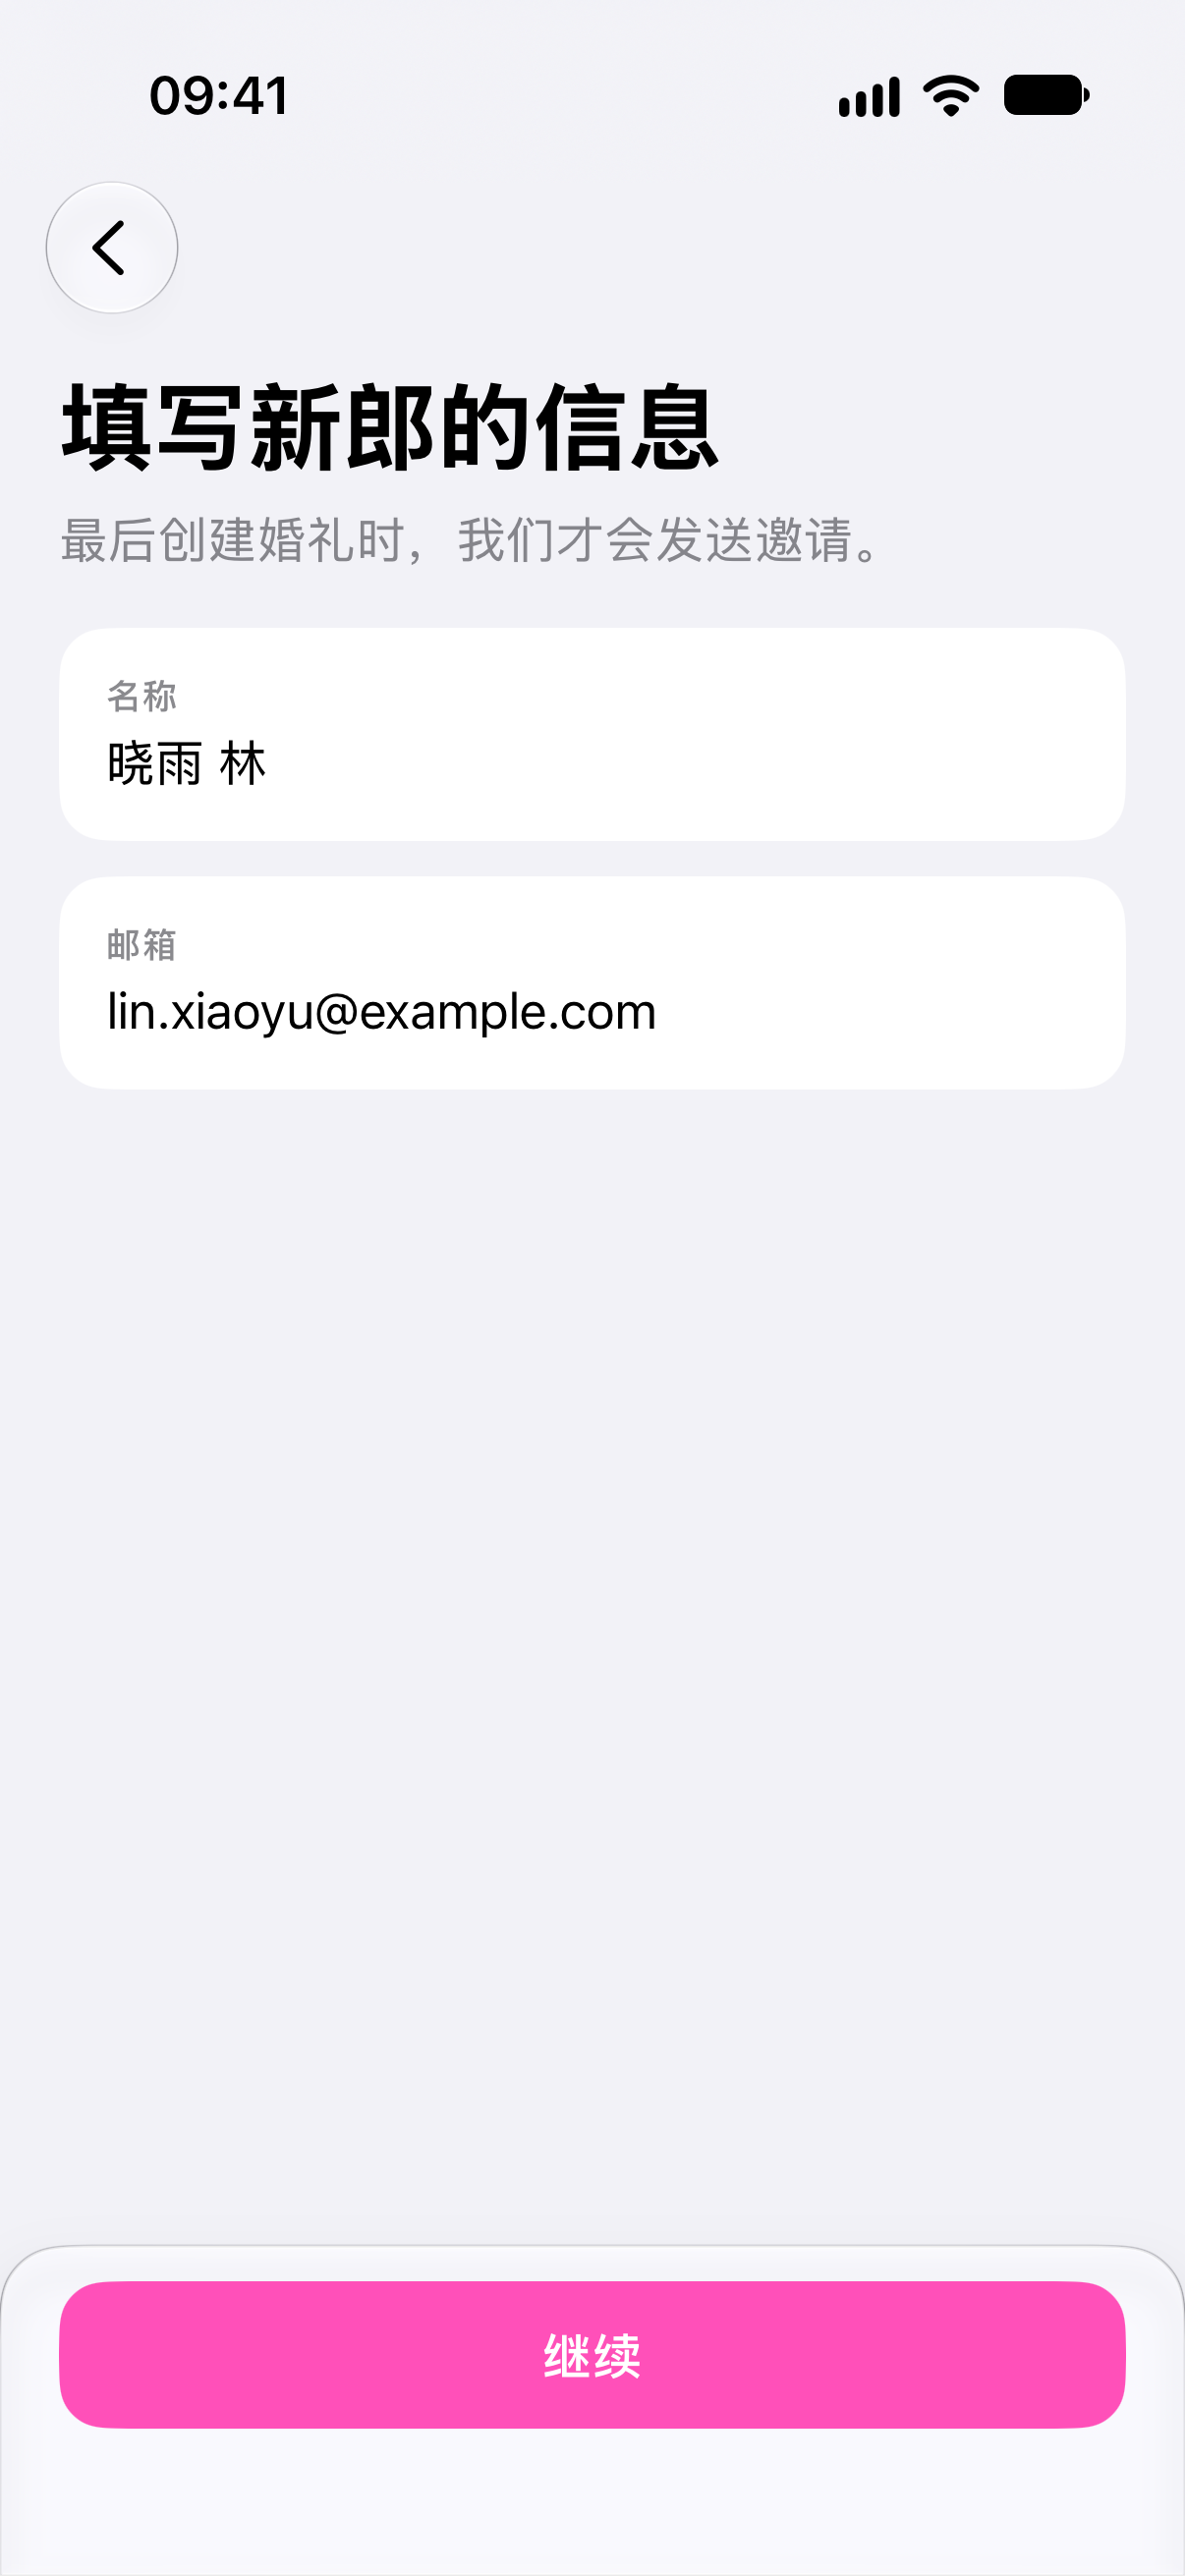 09:41
填写新郎的信息
最后创建婚礼时，我们才会发送邀请。
名称
晓雨 林
邮箱
lin.xiaoyu@example.com
继续